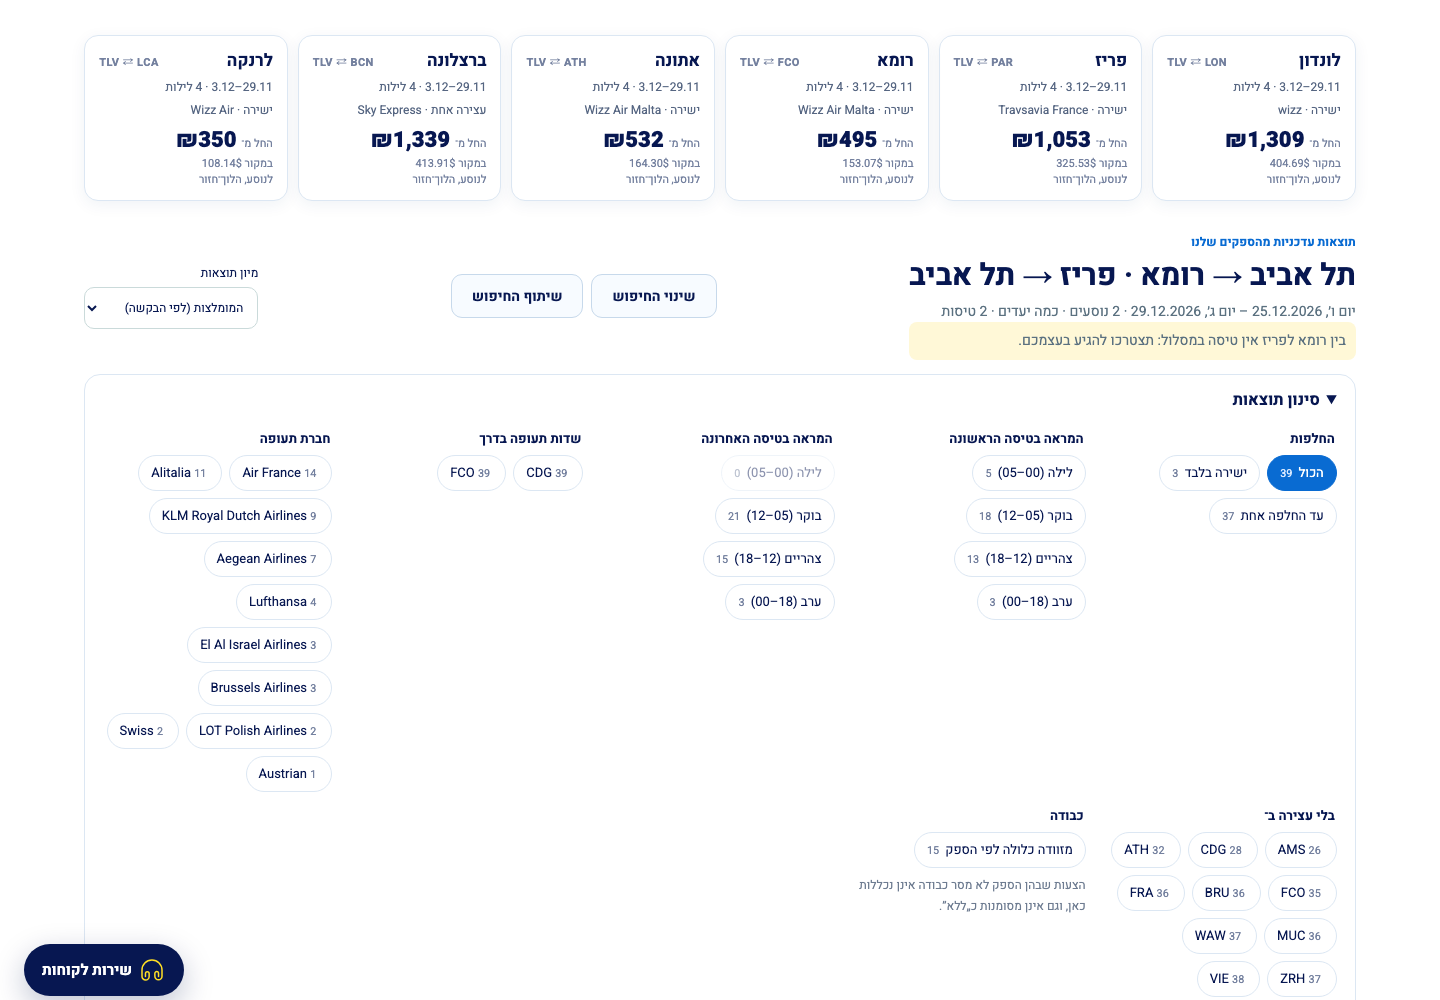 לונדון TLV ⇄ LON
29.11–3.12 · 4 לילות
ישירה · wizz
החל מ־ ₪1,309
במקור 404.69$
לנוסע, הלוך־חזור
פריז TLV ⇄ PAR
29.11–3.12 · 4 לילות
ישירה · Travsavia France
החל מ־ ₪1,053
במקור 325.53$
לנוסע, הלוך־חזור
רומא TLV ⇄ FCO
29.11–3.12 · 4 לילות
ישירה · Wizz Air Malta
החל מ־ ₪495
במקור 153.07$
לנוסע, הלוך־חזור
אתונה TLV ⇄ ATH
29.11–3.12 · 4 לילות
ישירה · Wizz Air Malta
החל מ־ ₪532
במקור 164.30$
לנוסע, הלוך־חזור
ברצלונה TLV ⇄ BCN
29.11–3.12 · 4 לילות
עצירה אחת · Sky Express
החל מ־ ₪1,339
במקור 413.91$
לנוסע, הלוך־חזור
לרנקה TLV ⇄ LCA
29.11–3.12 · 4 לילות
ישירה · Wizz Air
החל מ־ ₪350
במקור 108.14$
לנוסע, הלוך־חזור
תוצאות עדכניות מהספקים שלנו
תל אביב → רומא · פריז → תל אביב
יום ו׳, 25.12.2026 – יום ג׳, 29.12.2026 · 2 נוסעים · כמה יעדים · 2 טיסות
בין רומא לפריז אין טיסה במסלול: תצטרכו להגיע בעצמכם.
שינוי החיפוש
שיתוף החיפוש
מיון תוצאות
המומלצות (לפי הבקשה)
▼ סינון תוצאות
החלפות
הכול 39
ישירה בלבד 3
עד החלפה אחת 37
המראה בטיסה הראשונה
לילה (00–05) 5
בוקר (05–12) 18
צהריים (12–18) 13
ערב (18–00) 3
המראה בטיסה האחרונה
לילה (00–05) 0
בוקר (05–12) 21
צהריים (12–18) 15
ערב (18–00) 3
שדות תעופה בדרך
CDG 39
FCO 39
חברת תעופה
Air France 14
Alitalia 11
KLM Royal Dutch Airlines 9
Aegean Airlines 7
Lufthansa 4
El Al Israel Airlines 3
Brussels Airlines 3
LOT Polish Airlines 2
Swiss 2
Austrian 1
בלי עצירה ב־
AMS 26
CDG 28
ATH 32
FCO 35
BRU 36
FRA 36
MUC 36
WAW 37
ZRH 37
VIE 38
כבודה
מזוודה כלולה לפי הספק 15
הצעות שבהן הספק לא מסר כבודה אינן נכללות
כאן, וגם אינן מסומנות כ„ללא”.
שירות לקוחות